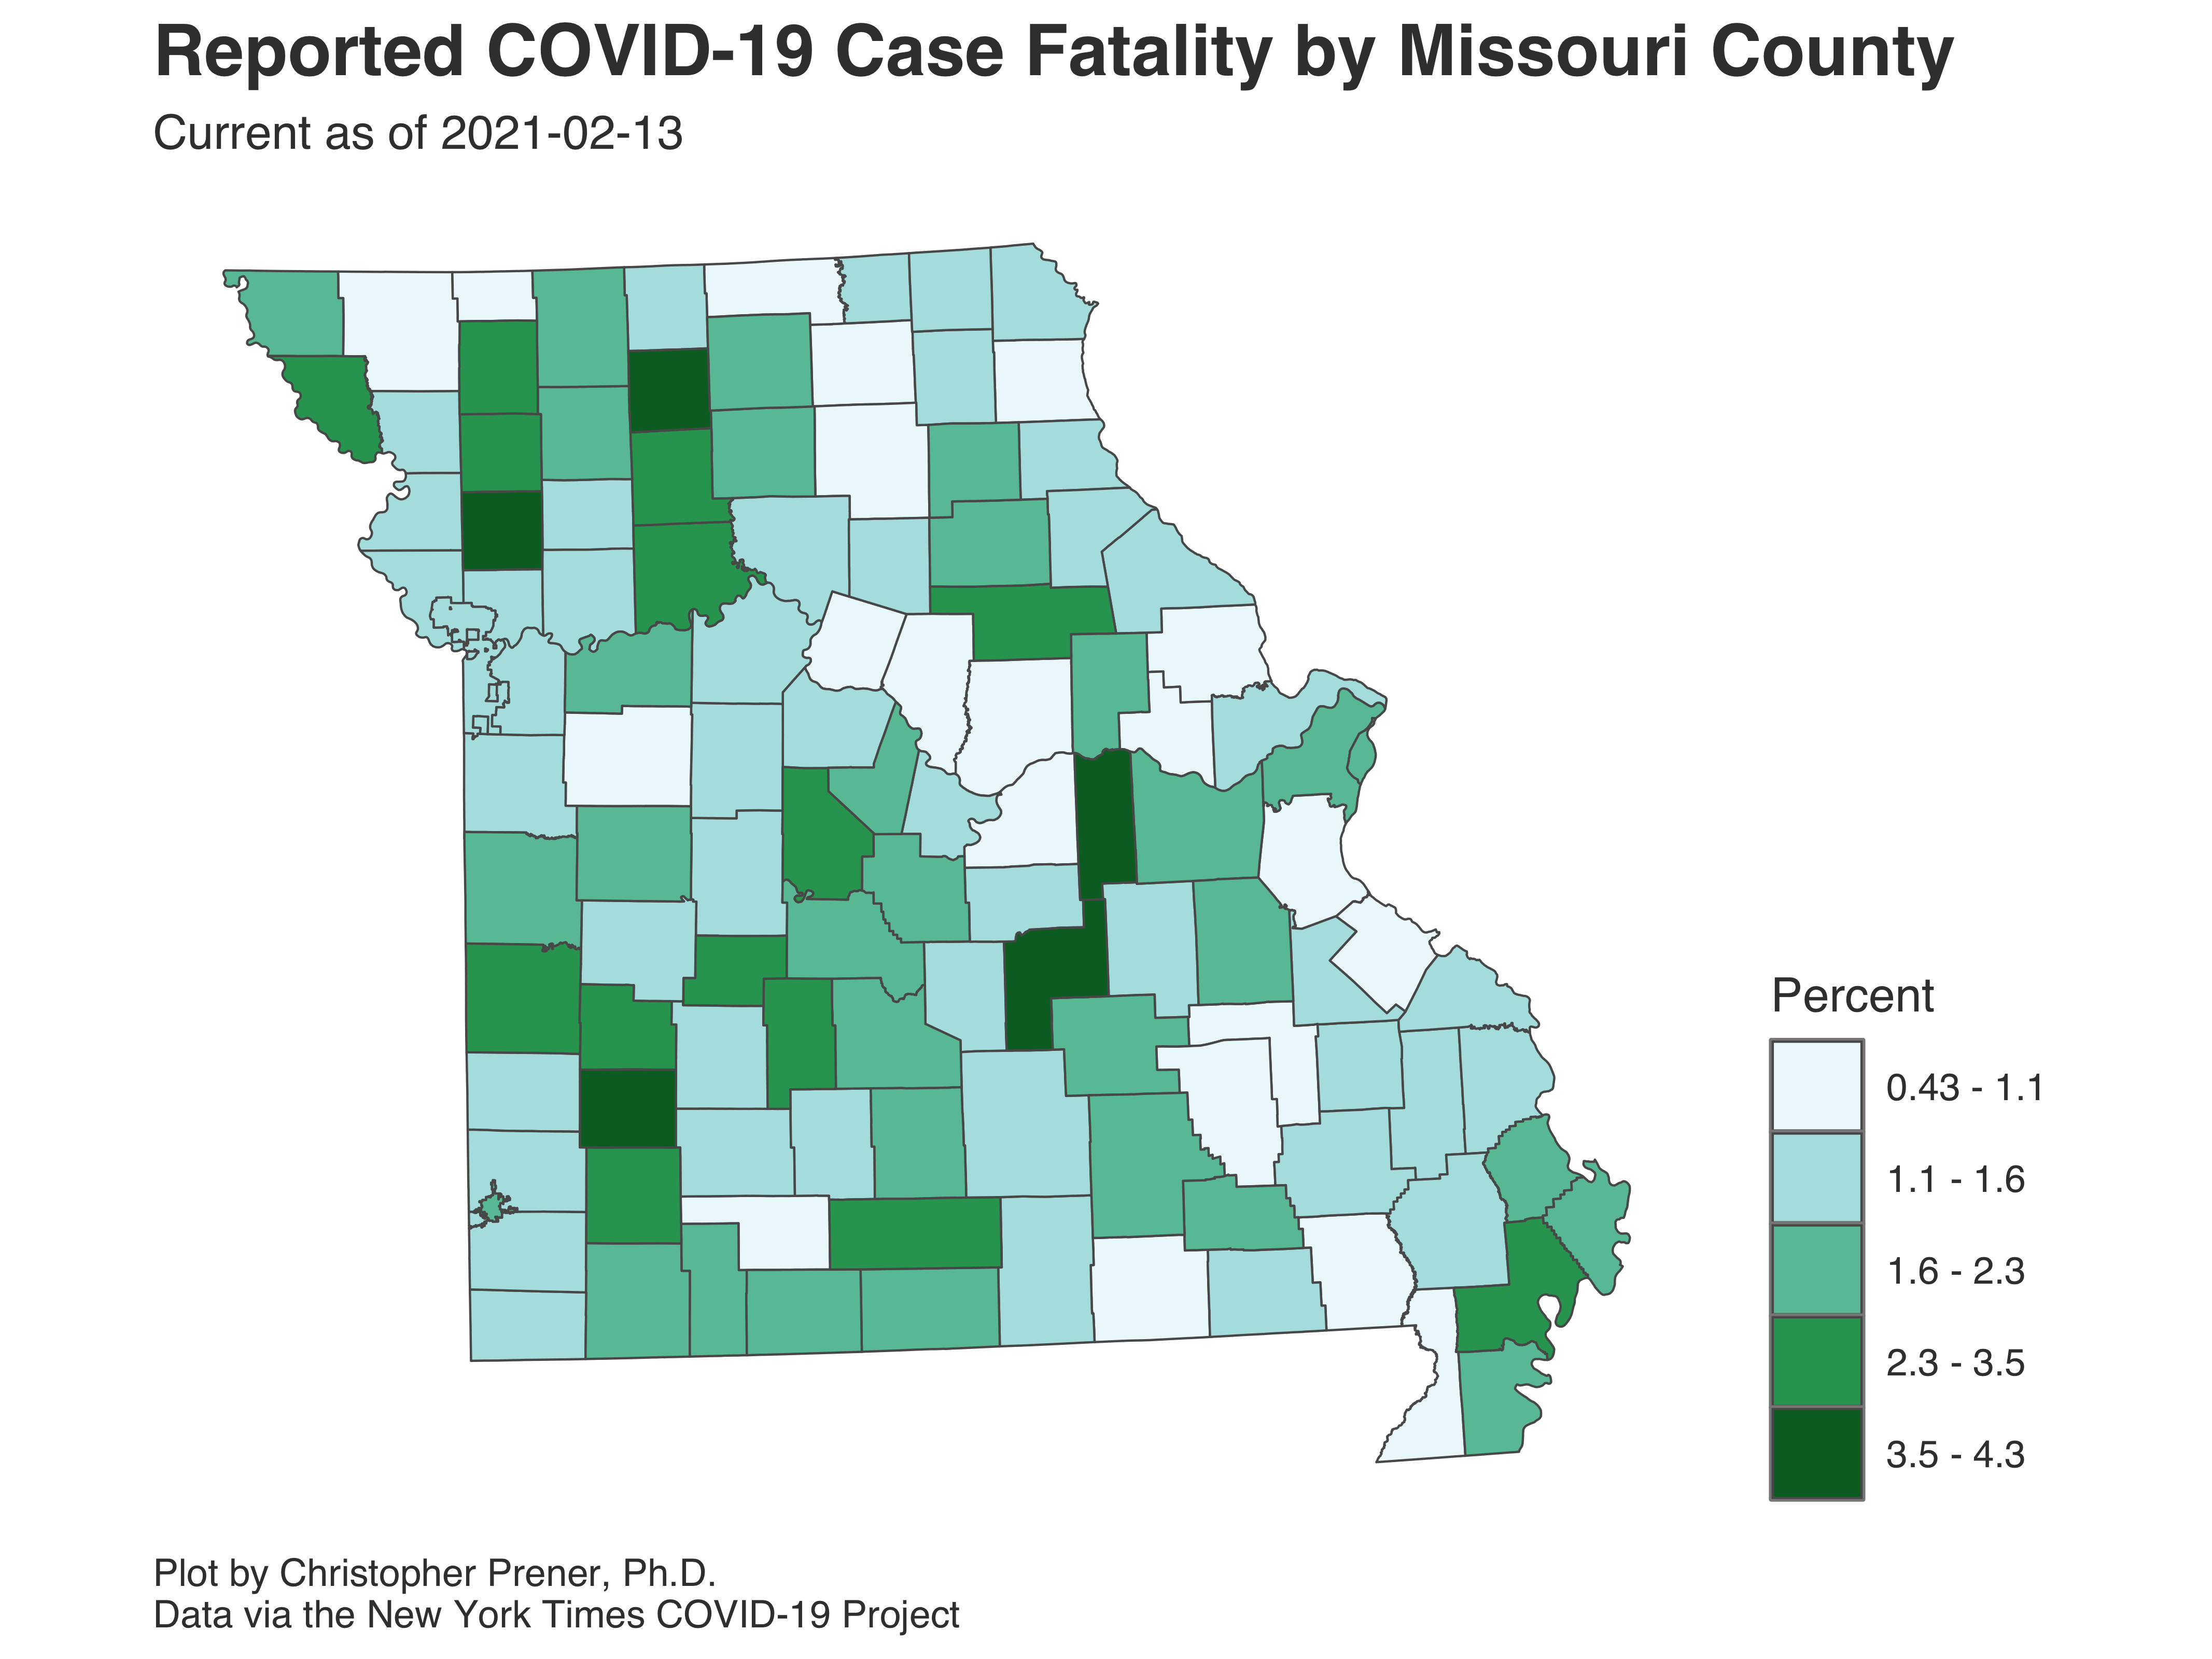 Reported COVID-19 Case Fatality by Missouri County
Current as of 2021-02-13
Percent
0.43 - 1.1
1.1 - 1.6
1.6 - 2.3
2.3 - 3.5
3.5 - 4.3
Plot by Christopher Prener, Ph.D.
Data via the New York Times COVID-19 Project